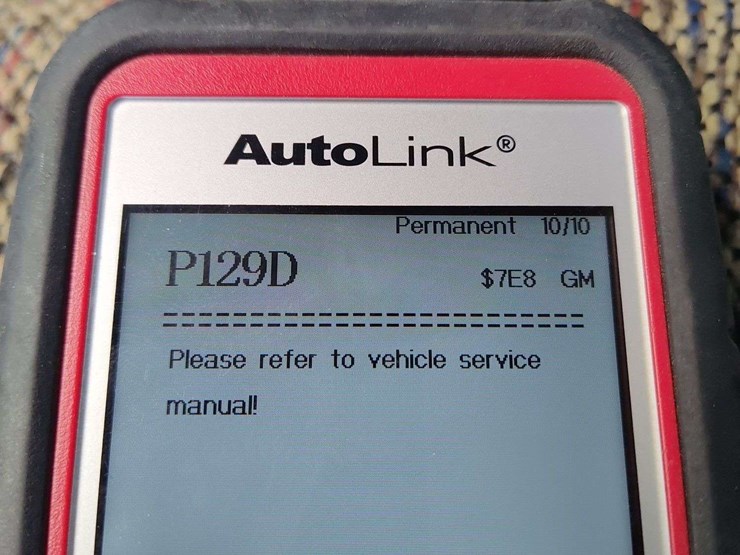 AutoLink®
Permanent 10/10
P129D $7E8 GM
Please refer to vehicle service
manual!